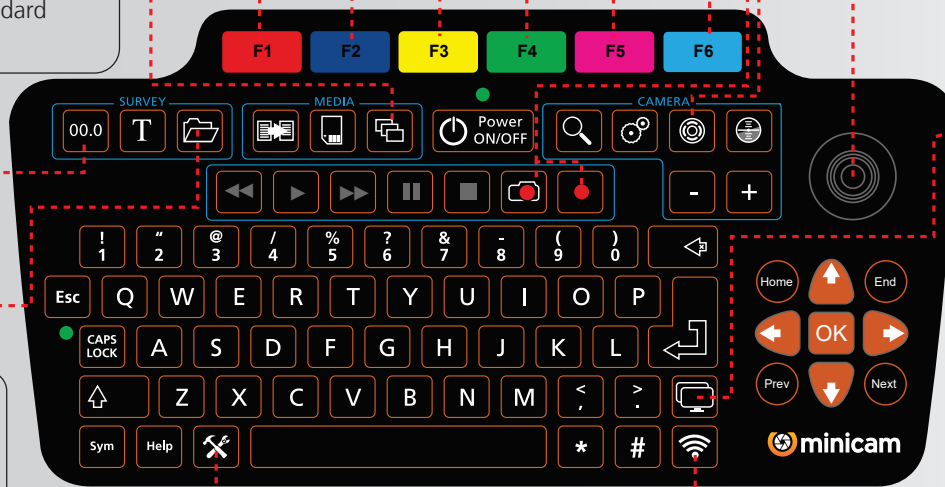 dard
F1 F2 F3 F4 F5 F6
SURVEY MEDIA CAMERA
00.0 T Power
ON/OFF
- +
! " @ / % ? & - ( )
1 2 3 4 5 6 7 8 9 0
Esc Q W E R T Y U I O P
Home End
CAPS
LOCK A S D F G H J K L
OK
Z X C V B N M < >
, .
Prev Next
Sym Help * #
minicam